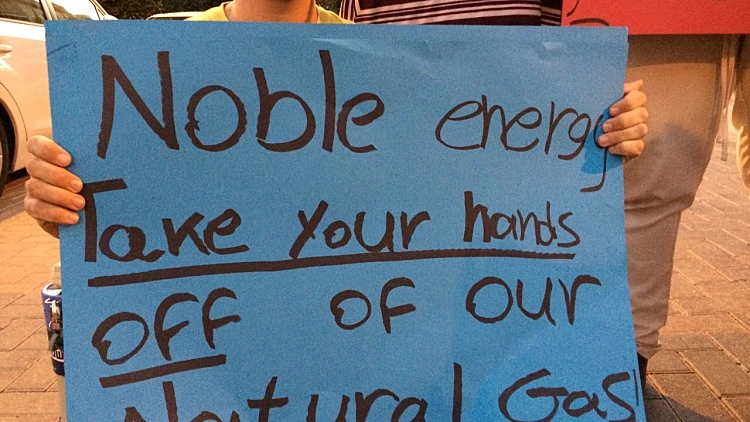 Noble energy
Take your hands
OFF OF our
Natural Gas!